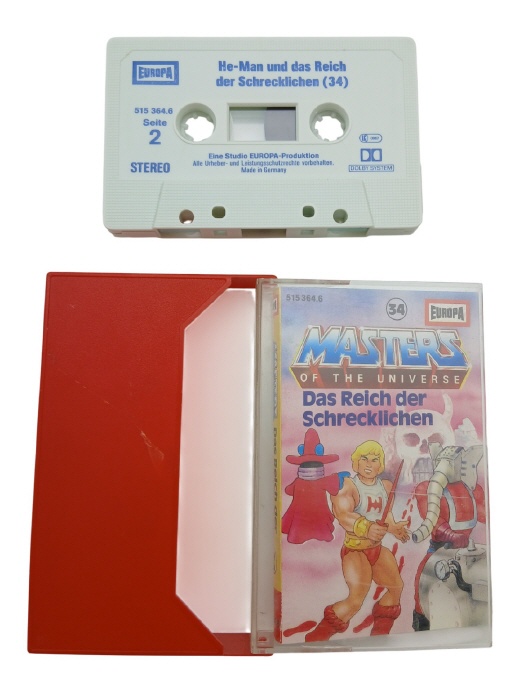 EUROPA
He-Man und das Reich
der Schrecklichen (34)
515 364.6
Seite
2
STEREO
DOLBY SYSTEM
Eine Studio EUROPA-Produktion
Alle Urheber- und Leistungsschutzrechte vorbehalten.
Made in Germany
515 364.6
34
EUROPA
MASTERS
OF THE UNIVERSE
Das Reich der
Schrecklichen
H